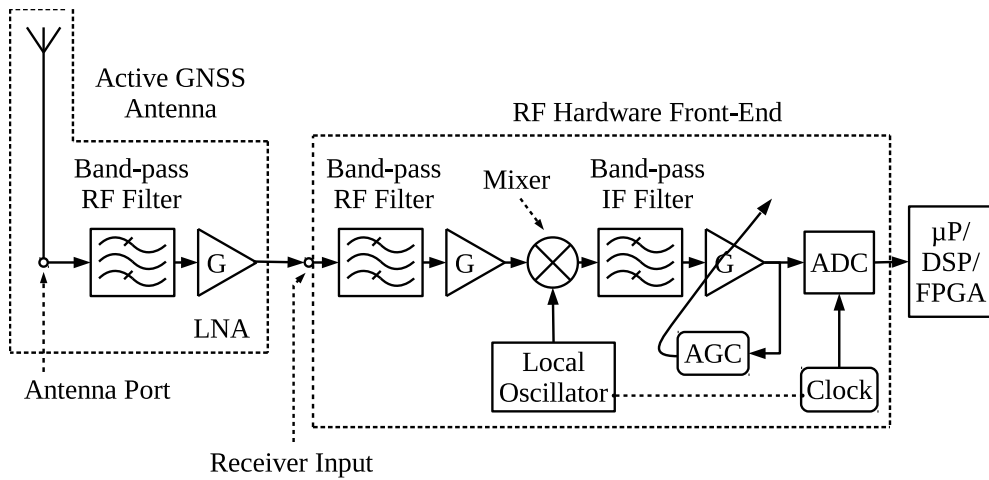 Active GNSS
Antenna
RF Hardware Front-End
Band-pass
RF Filter
Band-pass
RF Filter
Mixer
Band-pass
IF Filter
G
G
G
ADC
µP/
DSP/
FPGA
LNA
AGC
Local
Oscillator
Clock
Antenna Port
Receiver Input